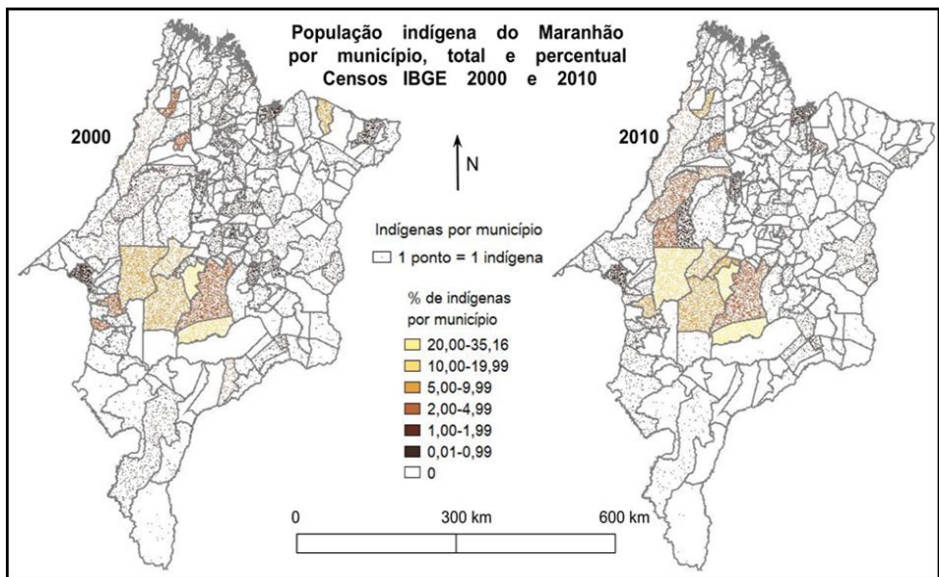 População indígena do Maranhão
por município, total e percentual
Censos IBGE 2000 e 2010
2000
2010
N
Indígenas por município
1 ponto = 1 indígena
% de indígenas
por município
20,00-35,16
10,00-19,99
5,00-9,99
2,00-4,99
1,00-1,99
0,01-0,99
0
0
300 km
600 km